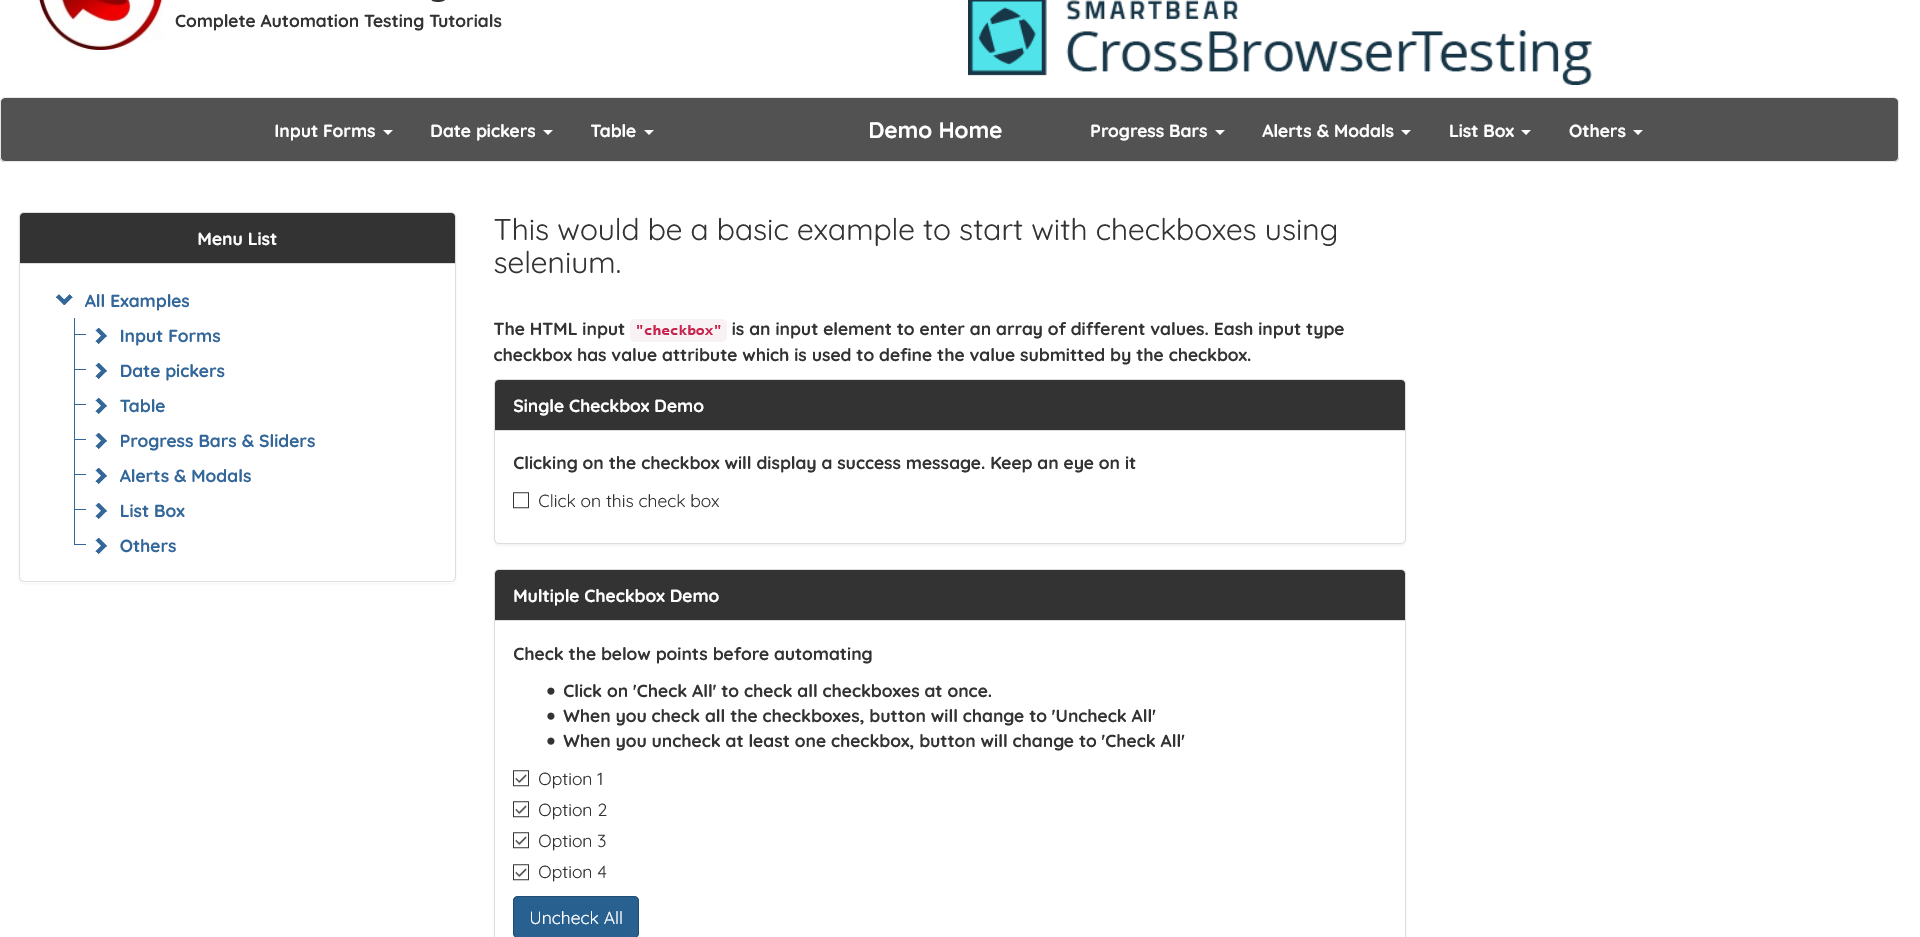 Complete Automation Testing Tutorials
SMARTBEAR
CrossBrowserTesting
Input Forms
Date pickers
Table
Demo Home
Progress Bars
Alerts & Modals
List Box
Others
Menu List
All Examples
Input Forms
Date pickers
Table
Progress Bars & Sliders
Alerts & Modals
List Box
Others
This would be a basic example to start with checkboxes using
selenium.
The HTML input "checkbox" is an input element to enter an array of different values. Eash input type
checkbox has value attribute which is used to define the value submitted by the checkbox.
Single Checkbox Demo
Clicking on the checkbox will display a success message. Keep an eye on it
Click on this check box
Multiple Checkbox Demo
Check the below points before automating
• Click on 'Check All' to check all checkboxes at once.
• When you check all the checkboxes, button will change to 'Uncheck All'
• When you uncheck at least one checkbox, button will change to 'Check All'
Option 1
Option 2
Option 3
Option 4
Uncheck All